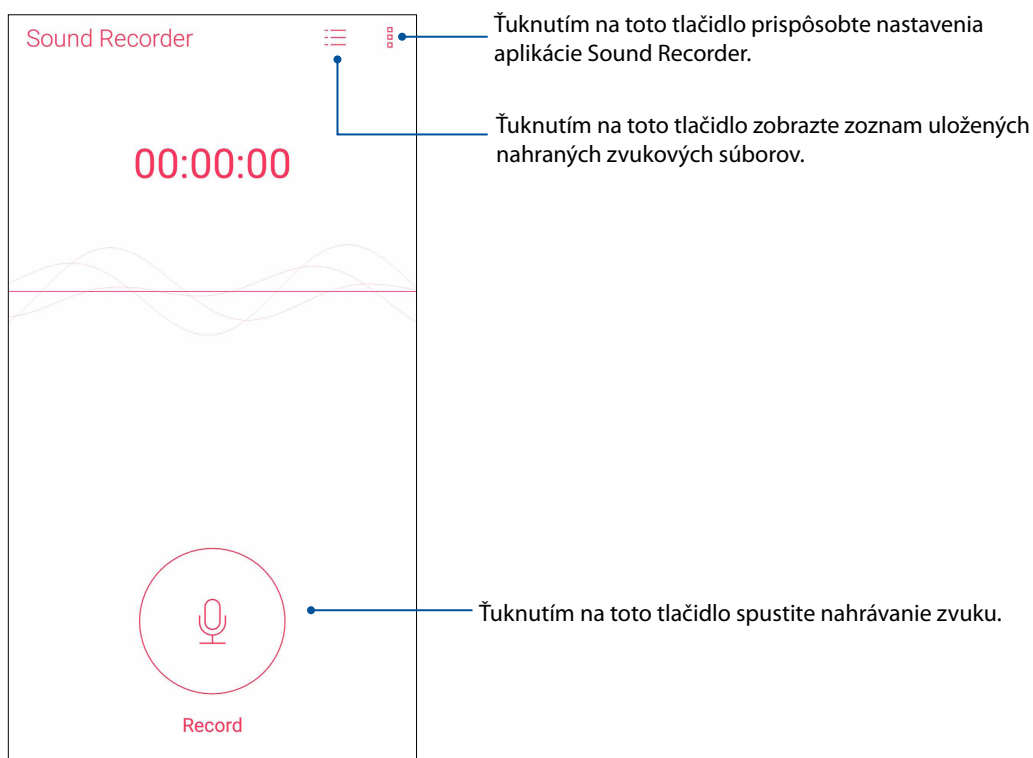 Sound Recorder
Ťuknutím na toto tlačidlo prispôsobte nastavenia
aplikácie Sound Recorder.
Ťuknutím na toto tlačidlo zobrazte zoznam uložených
nahraných zvukových súborov.
00:00:00
Ťuknutím na toto tlačidlo spustite nahrávanie zvuku.
Record